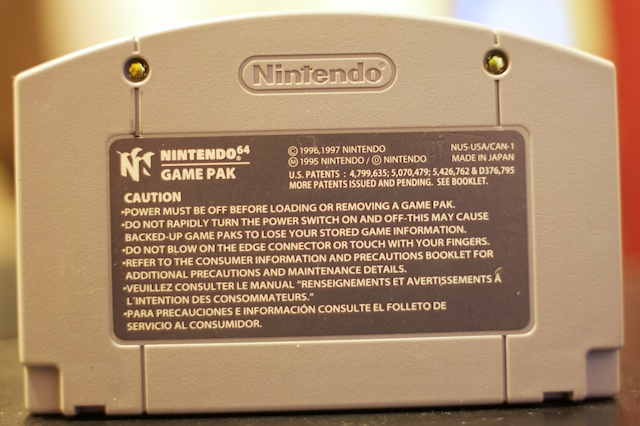 Nintendo®
NINTENDO64®
GAME PAK
© 1996,1997 NINTENDO
Ⓜ 1995 NINTENDO / Ⓓ NINTENDO
NUS-USA/CAN-1
MADE IN JAPAN
U.S. PATENTS : 4,799,635; 5,070,479; 5,426,762 & D376,795
MORE PATENTS ISSUED AND PENDING. SEE BOOKLET.
CAUTION
•POWER MUST BE OFF BEFORE LOADING OR REMOVING A GAME PAK.
•DO NOT RAPIDLY TURN THE POWER SWITCH ON AND OFF-THIS MAY CAUSE
BACKED-UP GAME PAKS TO LOSE YOUR STORED GAME INFORMATION.
•DO NOT BLOW ON THE EDGE CONNECTOR OR TOUCH WITH YOUR FINGERS.
•REFER TO THE CONSUMER INFORMATION AND PRECAUTIONS BOOKLET FOR
ADDITIONAL PRECAUTIONS AND MAINTENANCE DETAILS.
•VEUILLEZ CONSULTER LE MANUAL "RENSEIGNEMENTS ET AVERTISSEMENTS À
L'INTENTION DES CONSOMMATEURS."
•PARA PRECAUCIONES E INFORMACIÓN CONSULTE EL FOLLETO DE
SERVICIO AL CONSUMIDOR.